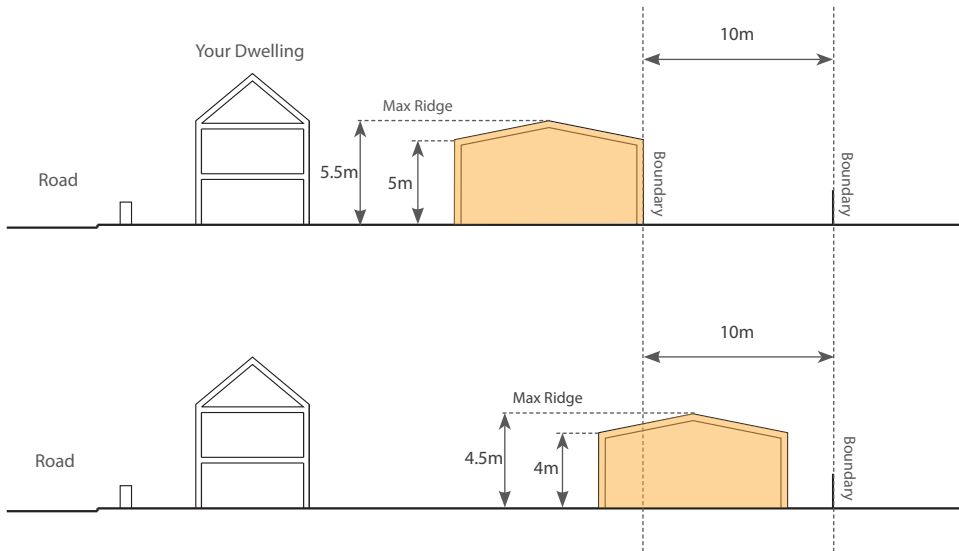 10m
Your Dwelling
Max Ridge
5.5m
5m
Road
Boundary
Boundary
10m
Max Ridge
4.5m
4m
Road
Boundary